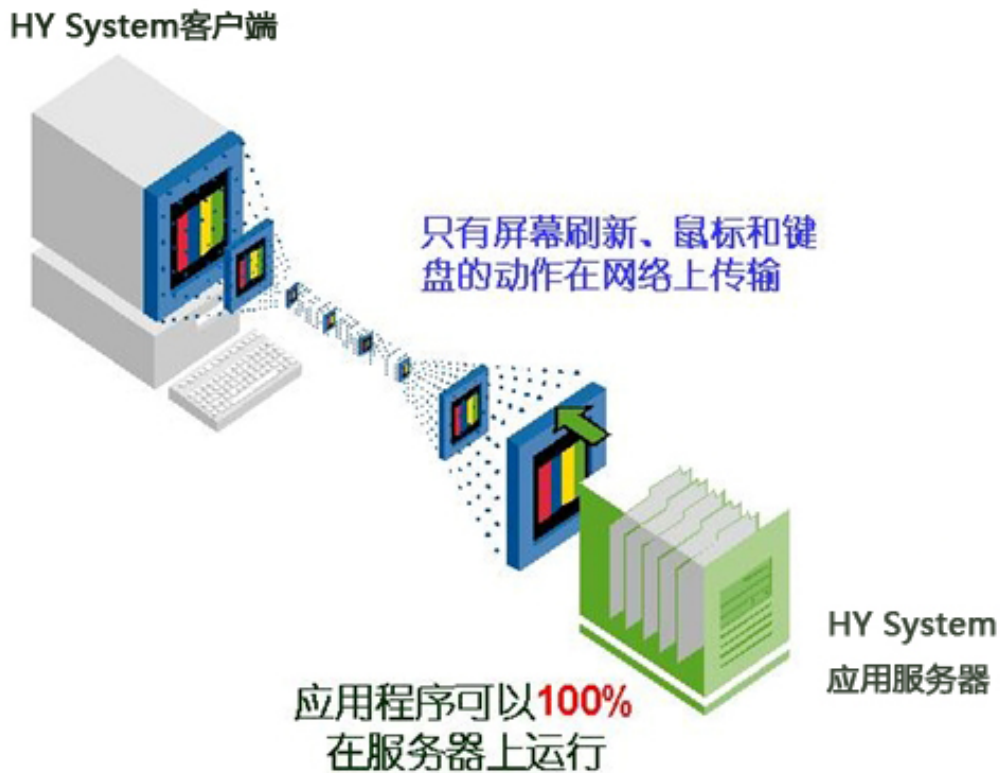 HY System客户端
只有屏幕刷新、鼠标和键
盘的动作在网络上传输
HY System
应用服务器
应用程序可以100%
在服务器上运行